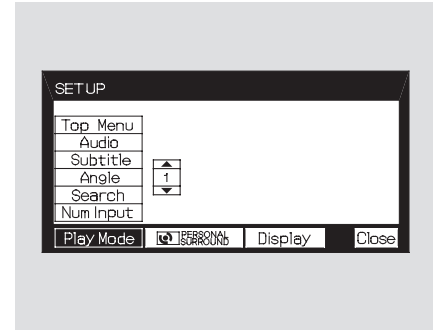 SETUP
Top Menu
Audio
Subtitle
Angle
1
Search
Num Input
Play Mode
PERSONAL
SURROUND
Display
Close